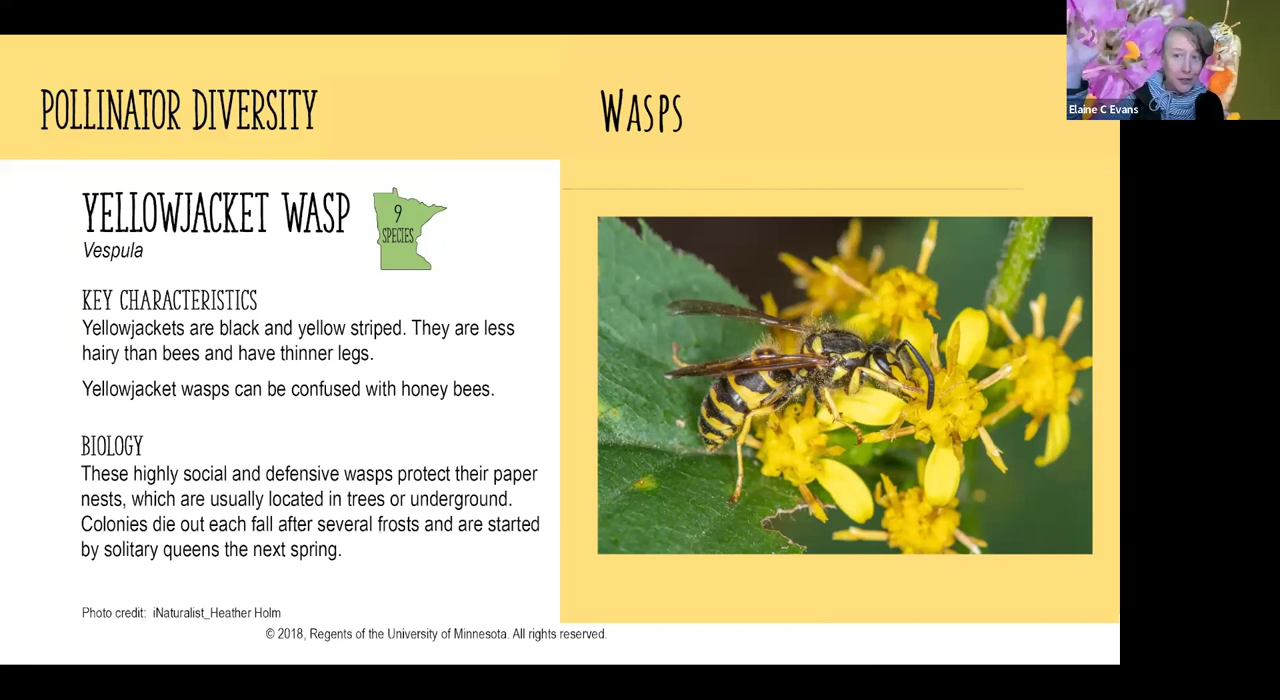 POLLINATOR DIVERSITY
WASPS
Elaine C Evans
YELLOWJACKET WASP
9
SPECIES
Vespula
KEY CHARACTERISTICS
Yellowjackets are black and yellow striped. They are less
hairy than bees and have thinner legs.
Yellowjacket wasps can be confused with honey bees.
BIOLOGY
These highly social and defensive wasps protect their paper
nests, which are usually located in trees or underground.
Colonies die out each fall after several frosts and are started
by solitary queens the next spring.
Photo credit: iNaturalist_Heather Holm
© 2018, Regents of the University of Minnesota. All rights reserved.